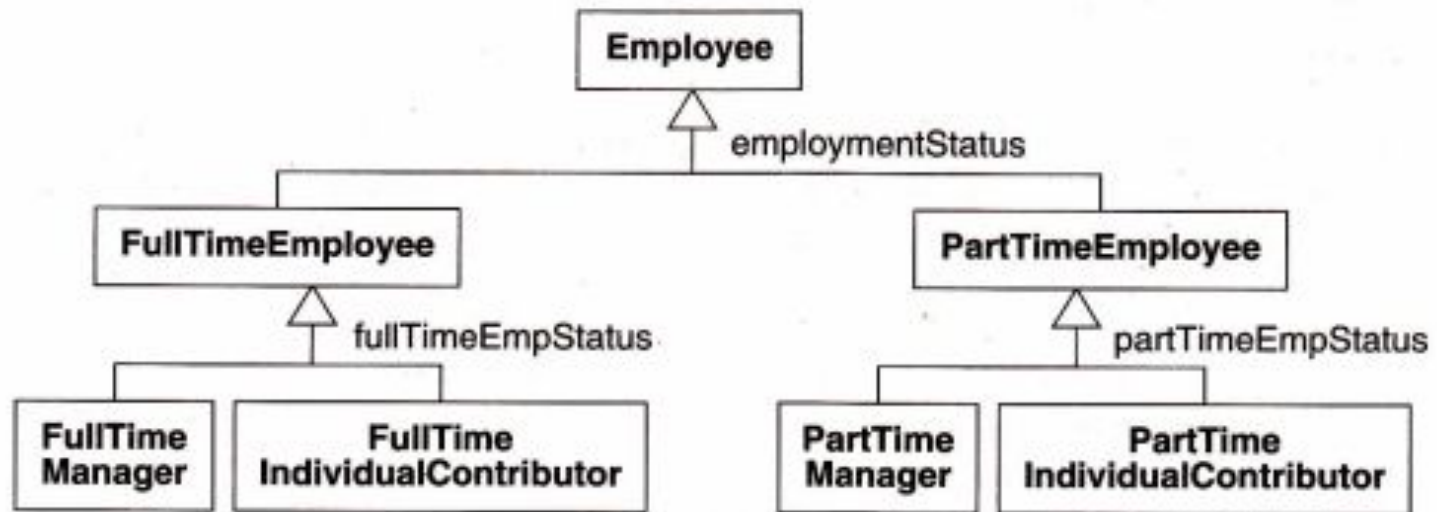 Employee
employmentStatus
FullTimeEmployee
PartTimeEmployee
fullTimeEmpStatus
partTimeEmpStatus
FullTime
Manager
FullTime
IndividualContributor
PartTime
Manager
PartTime
IndividualContributor